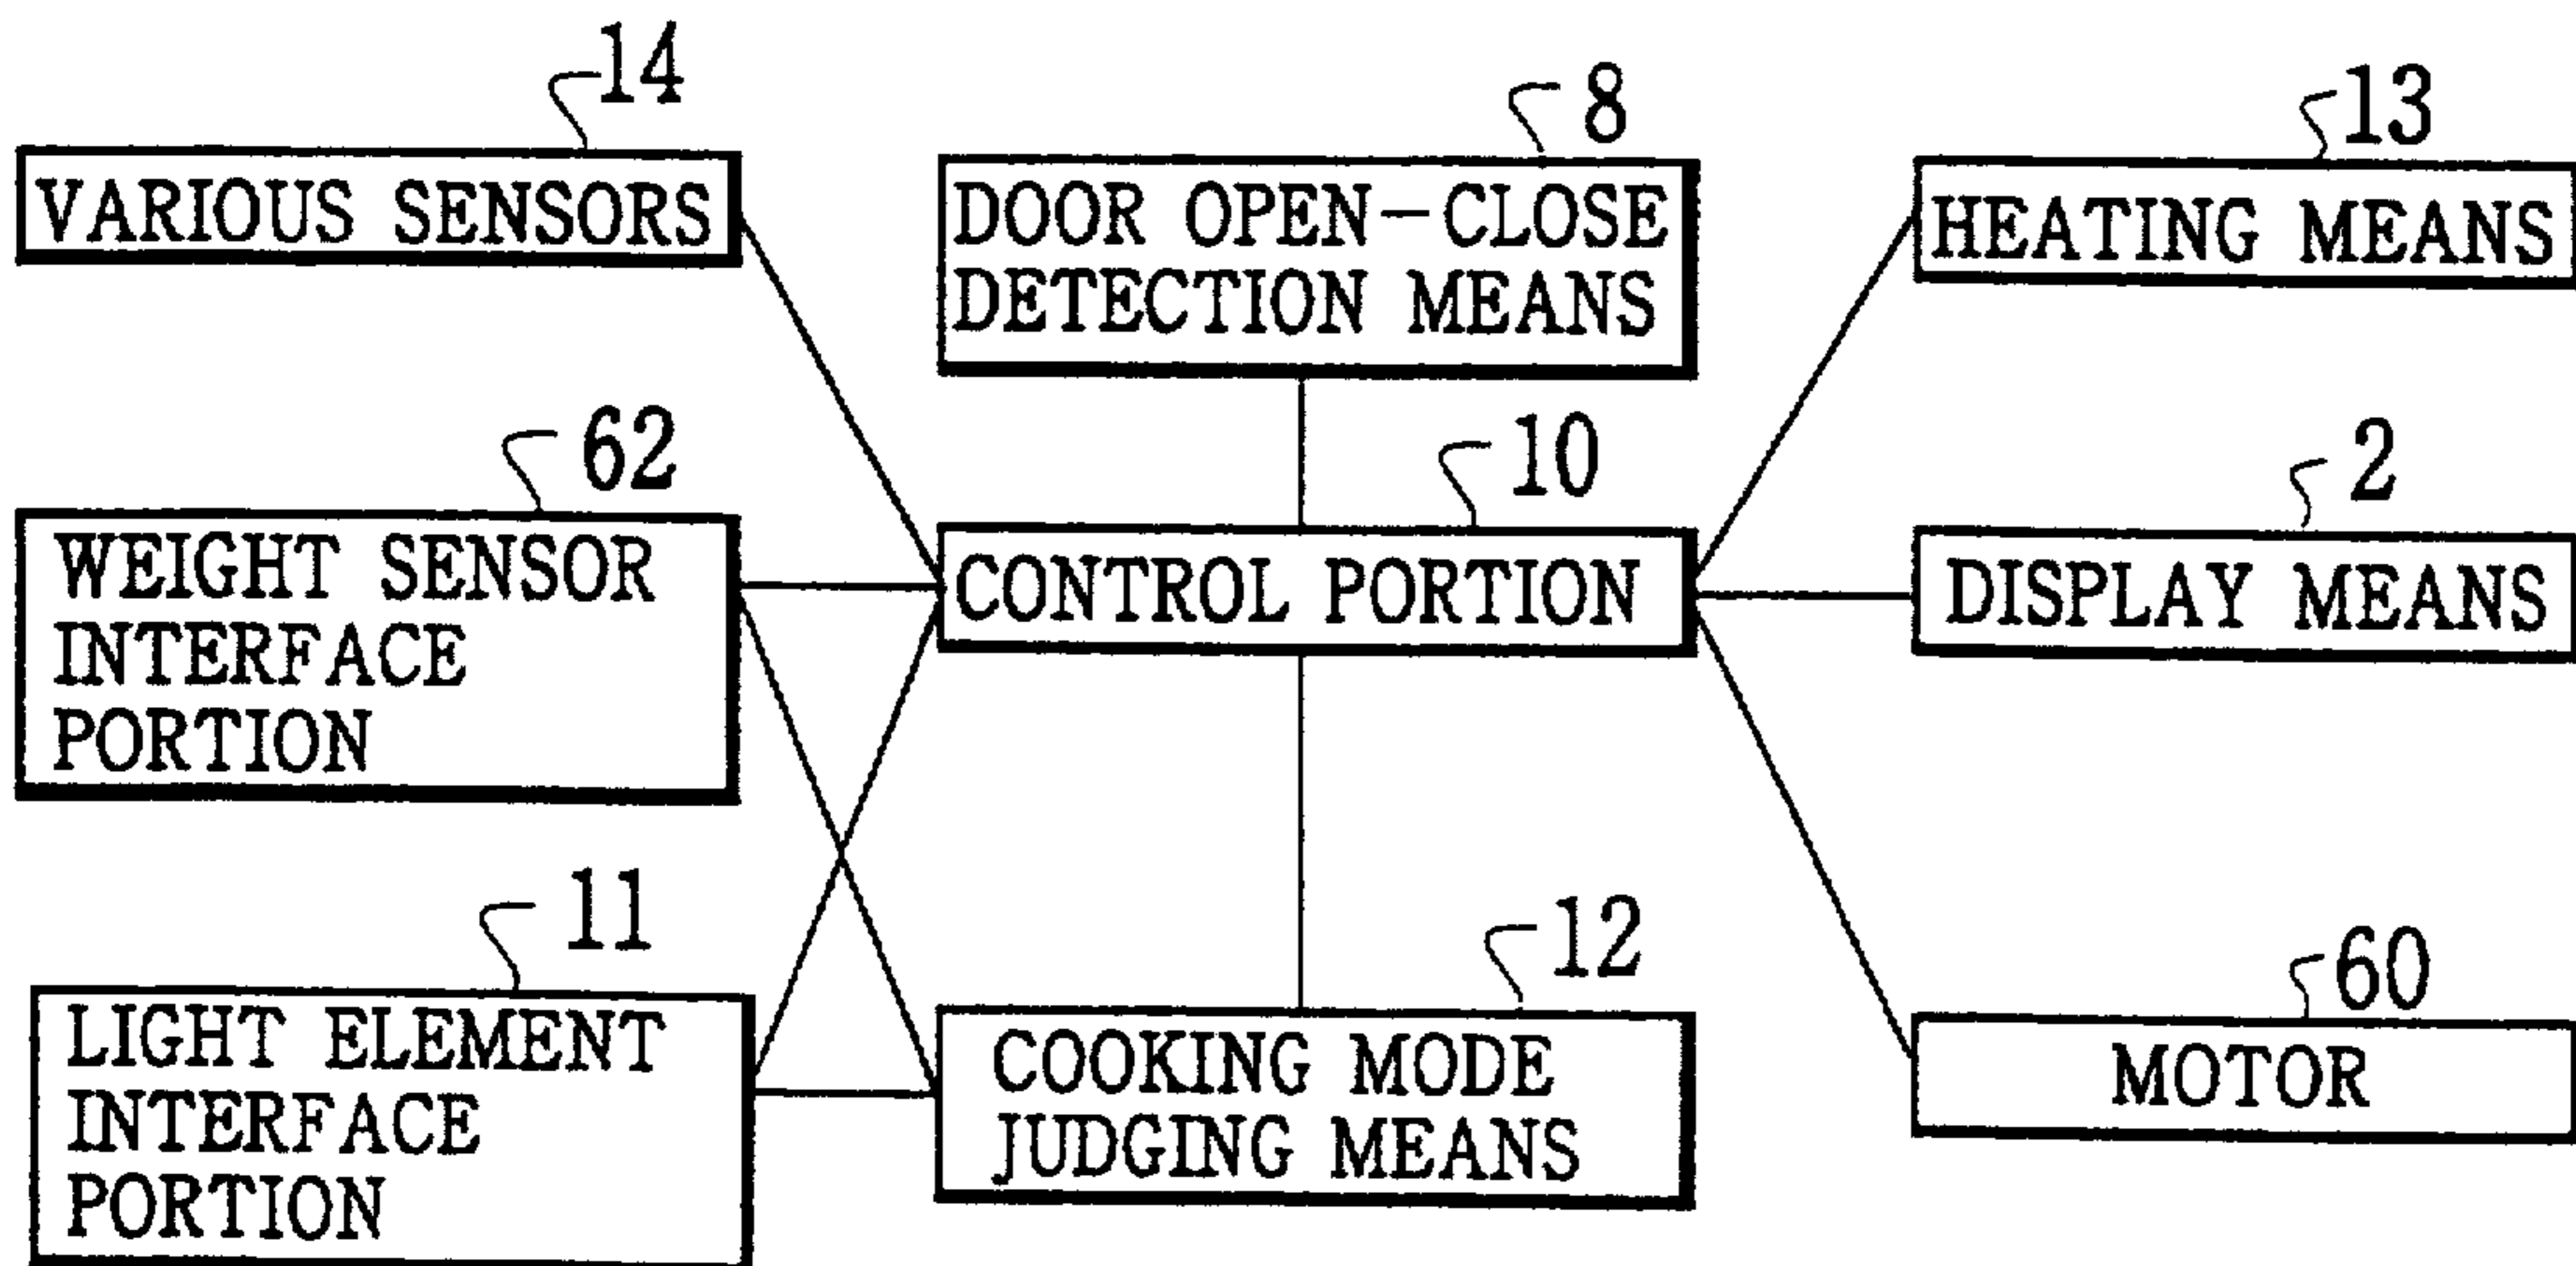 14
VARIOUS SENSORS
8
DOOR OPEN-CLOSE
DETECTION MEANS
13
HEATING MEANS
62
WEIGHT SENSOR
INTERFACE
PORTION
10
CONTROL PORTION
2
DISPLAY MEANS
11
LIGHT ELEMENT
INTERFACE
PORTION
12
COOKING MODE
JUDGING MEANS
60
MOTOR